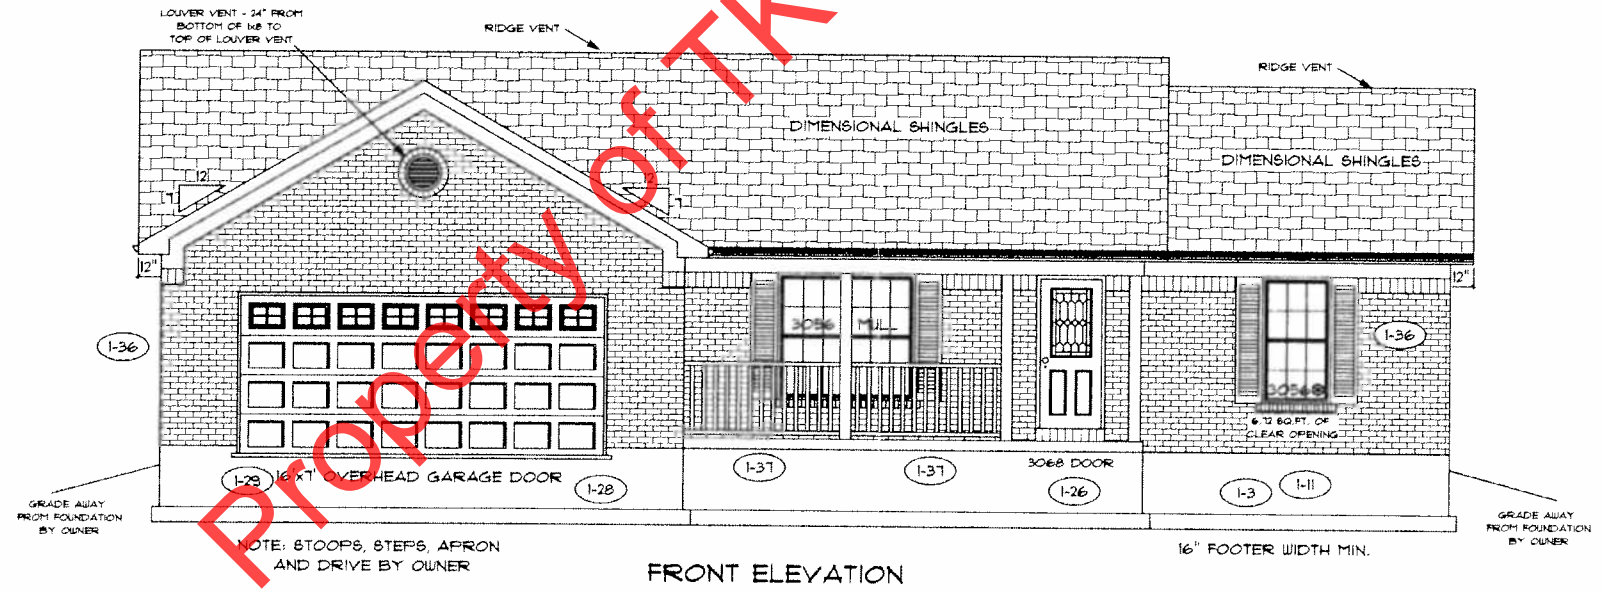 LOUVER VENT - 24" FROM
BOTTOM OF 1x8 TO
TOP OF LOUVER VENT
RIDGE VENT
RIDGE VENT
DIMENSIONAL SHINGLES
DIMENSIONAL SHINGLES
12
7
12
7
12"
12"
3056 MULL
30568
6.72 SQ.FT. OF
CLEAR OPENING
1-36
1-36
1-37
1-37
3068 DOOR
1-26
1-29
16'x7' OVERHEAD GARAGE DOOR
1-28
1-3
1-11
GRADE AWAY
FROM FOUNDATION
BY OWNER
GRADE AWAY
FROM FOUNDATION
BY OWNER
NOTE: STOOPS, STEPS, APRON
AND DRIVE BY OWNER
16" FOOTER WIDTH MIN.
FRONT ELEVATION
Property of TK